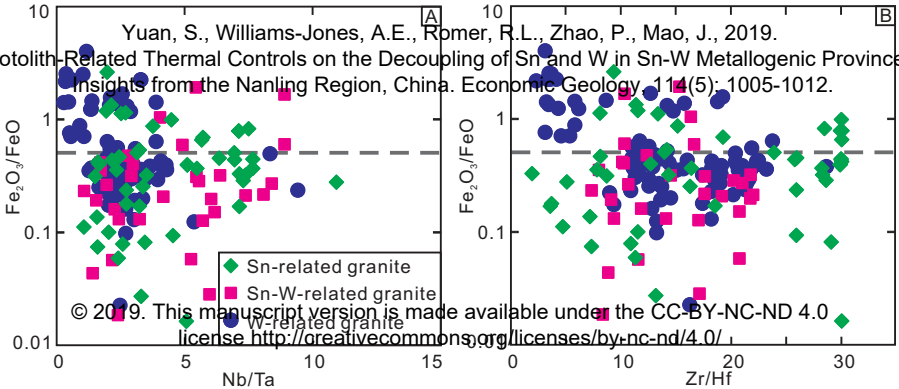 10
A
B
Yuan, S., Williams-Jones, A.E., Romer, R.L., Zhao, P., Mao, J., 2019.
otolith-Related Thermal Controls on the Decoupling of Sn and W in Sn-W Metallogenic Province
Insights from the Nanling Region, China. Economic Geology, 114(5): 1005-1012.
1
1
Fe2O3/FeO
Fe2O3/FeO
0.1
0.1
Sn-related granite
Sn-W-related granite
W-related granite
© 2019. This manuscript version is made available under the CC-BY-NC-ND 4.0
license http://creativecommons.org/licenses/by-nc-nd/4.0/
0.01
0.01
0 5 10 15
0 10 20 30
Nb/Ta
Zr/Hf